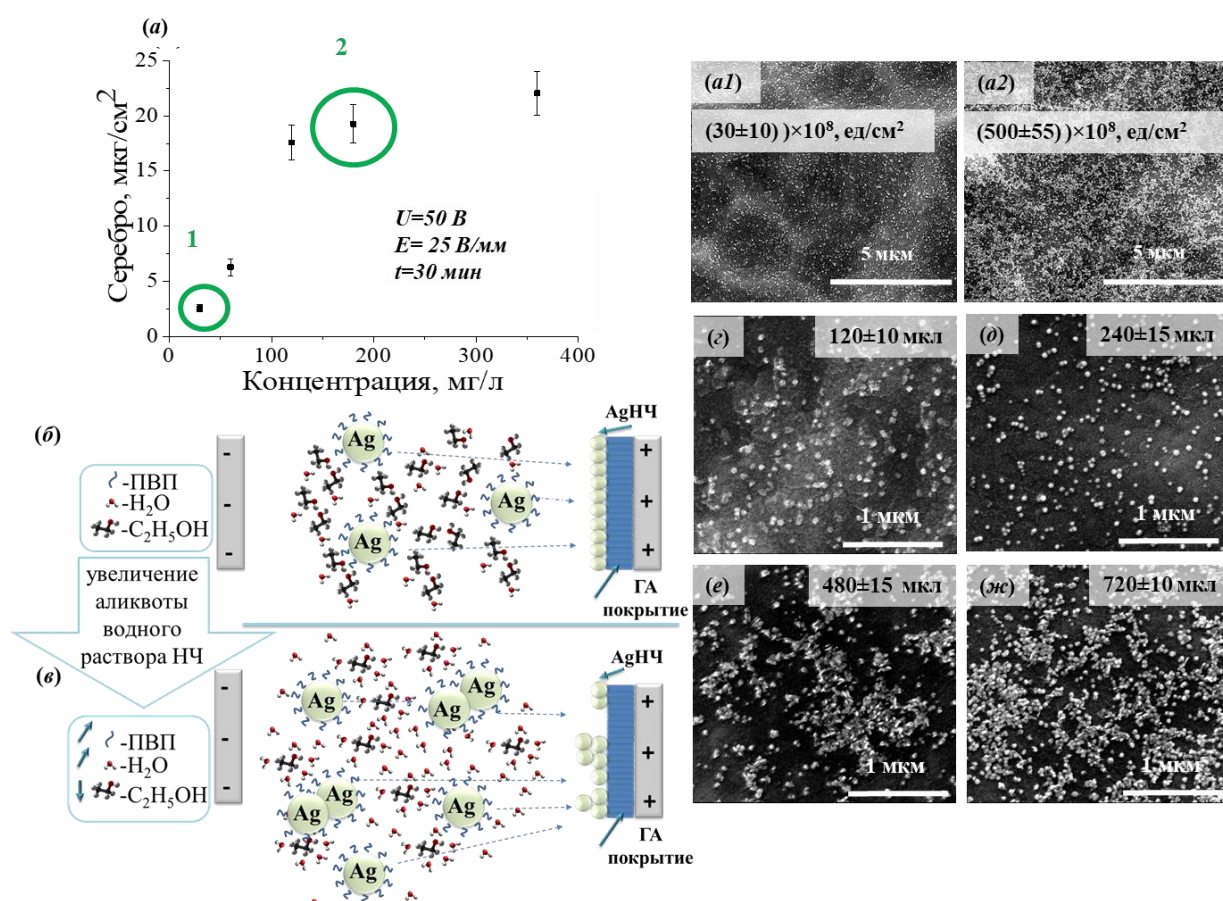 (а)
1
2
25
20
15
10
5
0
0
100
200
300
400
Серебро, мкг/см2
Концентрация, мг/л
U=50 В
E= 25 В/мм
t=30 мин
(а1)
(30±10) )×10⁸, ед/см²
5 мкм
(а2)
(500±55) )×10⁸, ед/см²
5 мкм
(г)
120±10 мкл
1 мкм
(д)
240±15 мкл
1 мкм
(е)
480±15 мкл
1 мкм
(ж)
720±10 мкл
1 мкм
(б)
-ПВП
-H₂O
-C₂H₅OH
-
-
-
Ag
Ag
Ag
AgНЧ
+
+
+
ГА
покрытие
увеличение
аликвоты
водного
раствора НЧ
(в)
-ПВП
-H₂O
-C₂H₅OH
-
-
-
Ag
Ag
Ag
Ag
Ag
Ag
Ag
AgНЧ
+
+
+
ГА
покрытие